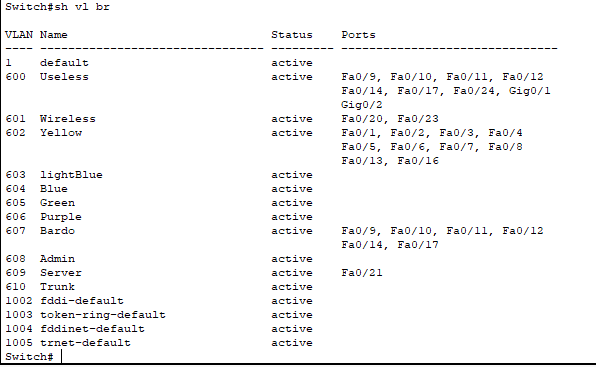 Switch#sh vl br
VLAN Name Status Ports
---- -------------------------------- --------- -------------------------------
1 default active
600 Useless active Fa0/9, Fa0/10, Fa0/11, Fa0/12
Fa0/14, Fa0/17, Fa0/24, Gig0/1
Gig0/2
601 Wireless active Fa0/20, Fa0/23
602 Yellow active Fa0/1, Fa0/2, Fa0/3, Fa0/4
Fa0/5, Fa0/6, Fa0/7, Fa0/8
Fa0/13, Fa0/16
603 lightBlue active
604 Blue active
605 Green active
606 Purple active
607 Bardo active Fa0/9, Fa0/10, Fa0/11, Fa0/12
Fa0/14, Fa0/17
608 Admin active
609 Server active Fa0/21
610 Trunk active
1002 fddi-default active
1003 token-ring-default active
1004 fddinet-default active
1005 trnet-default active
Switch#